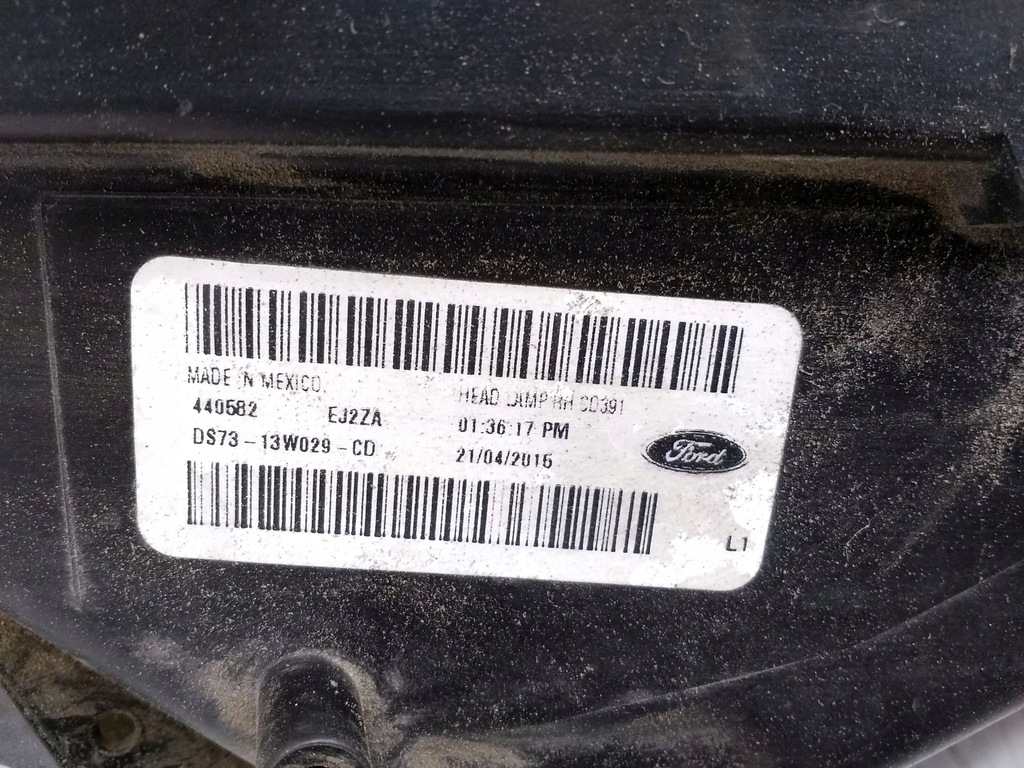 MADE IN MEXICO
HEAD LAMP RH CD391
440582 EJ2ZA
01:36:17 PM
DS73-13W029-CD
21/04/2015
Ford
L1